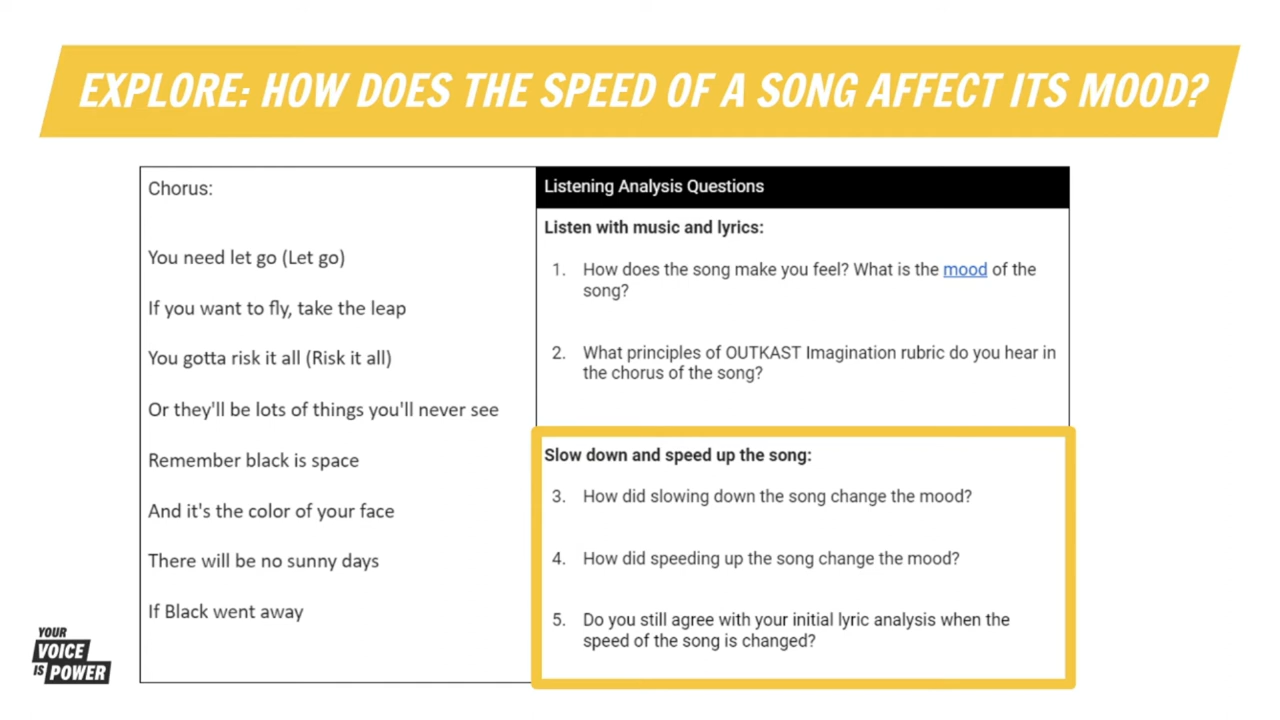 EXPLORE: HOW DOES THE SPEED OF A SONG AFFECT ITS MOOD?
Chorus:
You need let go (Let go)
If you want to fly, take the leap
You gotta risk it all (Risk it all)
Or they'll be lots of things you'll never see
Remember black is space
And it's the color of your face
There will be no sunny days
If Black went away
Listening Analysis Questions
Listen with music and lyrics:
1. How does the song make you feel? What is the mood of the
song?
2. What principles of OUTKAST Imagination rubric do you hear in
the chorus of the song?
Slow down and speed up the song:
3. How did slowing down the song change the mood?
4. How did speeding up the song change the mood?
5. Do you still agree with your initial lyric analysis when the
speed of the song is changed?
YOUR
VOICE
IS POWER